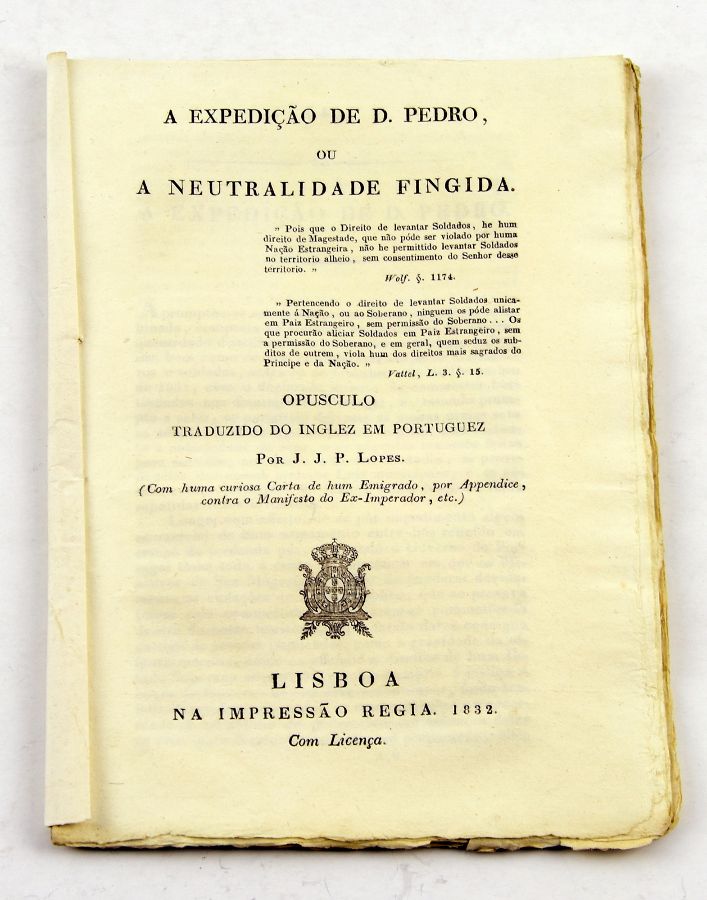 A EXPEDIÇÃO DE D. PEDRO,
OU
A NEUTRALIDADE FINGIDA.
„ Pois que o Direito de levantar Soldados, he hum
direito de Magestade, que não póde ser violado por huma
Nação Estrangeira, não he permittido levantar Soldados
no territorio alheio, sem consentimento do Senhor desse
territorio. „
Wolf. §. 1174.
„ Pertencendo o direito de levantar Soldados unica-
mente á Nação, ou ao Soberano, ninguem os póde alistar
em Paiz Estrangeiro, sem permissão do Soberano... Os
que procurão aliciar Soldados em Paiz Estrangeiro, sem
a permissão do Soberano, e em geral, quem seduz os sub-
ditos de outrem, viola hum dos direitos mais sagrados do
Principe e da Nação. „
Vattel, L. 3. §. 15.
OPUSCULO
TRADUZIDO DO INGLEZ EM PORTUGUEZ
POR J. J. P. LOPES.
(Com huma curiosa Carta de hum Emigrado, por Appendice,
contra o Manifesto do Ex-Imperador, etc.)
LISBOA
NA IMPRESSÃO REGIA. 1832.
Com Licença.